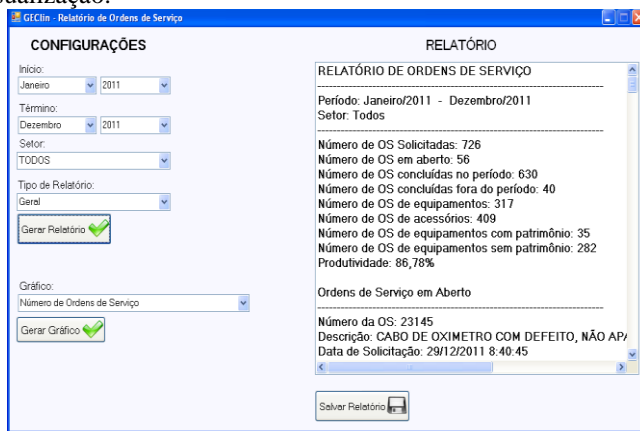 GEClin - Relatório de Ordens de Serviço
CONFIGURAÇÕES
Início:
Janeiro 2011
Término:
Dezembro 2011
Setor:
TODOS
Tipo de Relatório:
Geral
Gerar Relatório
Gráfico:
Número de Ordens de Serviço
Gerar Gráfico
RELATÓRIO
RELATÓRIO DE ORDENS DE SERVIÇO
Período: Janeiro/2011 - Dezembro/2011
Setor: Todos
Número de OS Solicitadas: 726
Número de OS em aberto: 56
Número de OS concluídas no período: 630
Número de OS concluídas fora do período: 40
Número de OS de equipamentos: 317
Número de OS de acessórios: 409
Número de OS de equipamentos com patrimônio: 35
Número de OS de equipamentos sem patrimônio: 282
Produtividade: 86,78%
Ordens de Serviço em Aberto
Número da OS: 23145
Descrição: CABO DE OXIMETRO COM DEFEITO, NÃO APA
Data de Solicitação: 29/12/2011 8:40:45
Salvar Relatório